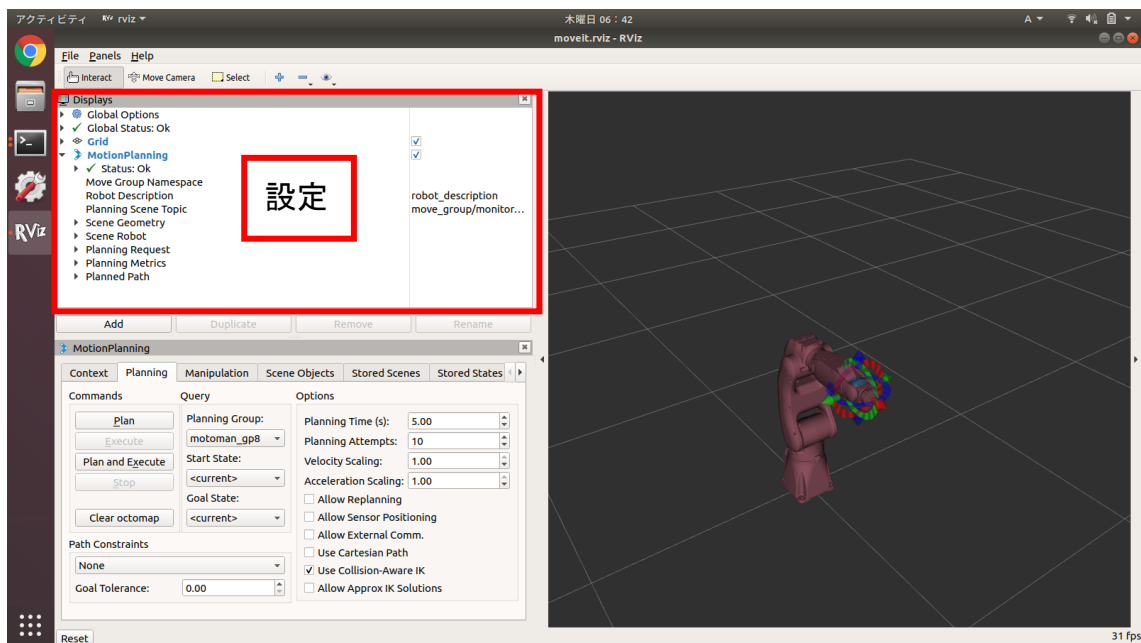 アクティビティ RViz rviz 木曜日 06：42 A
moveit.rviz - RViz
File Panels Help
Interact Move Camera Select
Displays
Global Options
Global Status: Ok
Grid
MotionPlanning
Status: Ok
Move Group Namespace
Robot Description robot_description
Planning Scene Topic move_group/monitor...
Scene Geometry
Scene Robot
Planning Request
Planning Metrics
Planned Path
設定
RViz
Add Duplicate Remove Rename
MotionPlanning
Context Planning Manipulation Scene Objects Stored Scenes Stored States
Commands Query Options
Plan Planning Group: Planning Time (s): 5.00
Execute motoman_gp8 Planning Attempts: 10
Plan and Execute Start State: Velocity Scaling: 1.00
Stop <current> Acceleration Scaling: 1.00
Goal State: Allow Replanning
Clear octomap <current> Allow Sensor Positioning
Allow External Comm.
Path Constraints Use Cartesian Path
None Use Collision-Aware IK
Goal Tolerance: 0.00 Allow Approx IK Solutions
Reset 31 fps